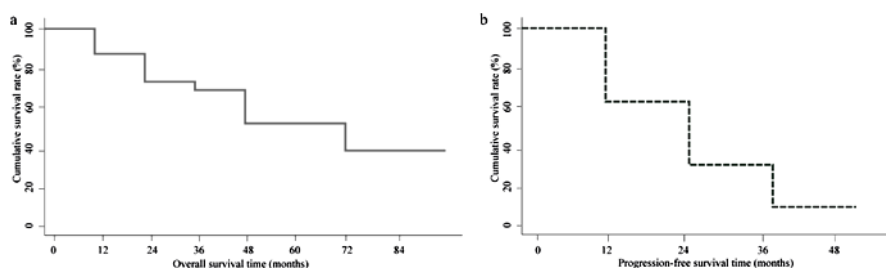 a
Cumulative survival rate (%)
100
80
60
40
20
0
0 12 24 36 48 60 72 84
Overall survival time (months)
b
Cumulative survival rate (%)
100
80
60
40
20
0
0 12 24 36 48
Progression-free survival time (months)